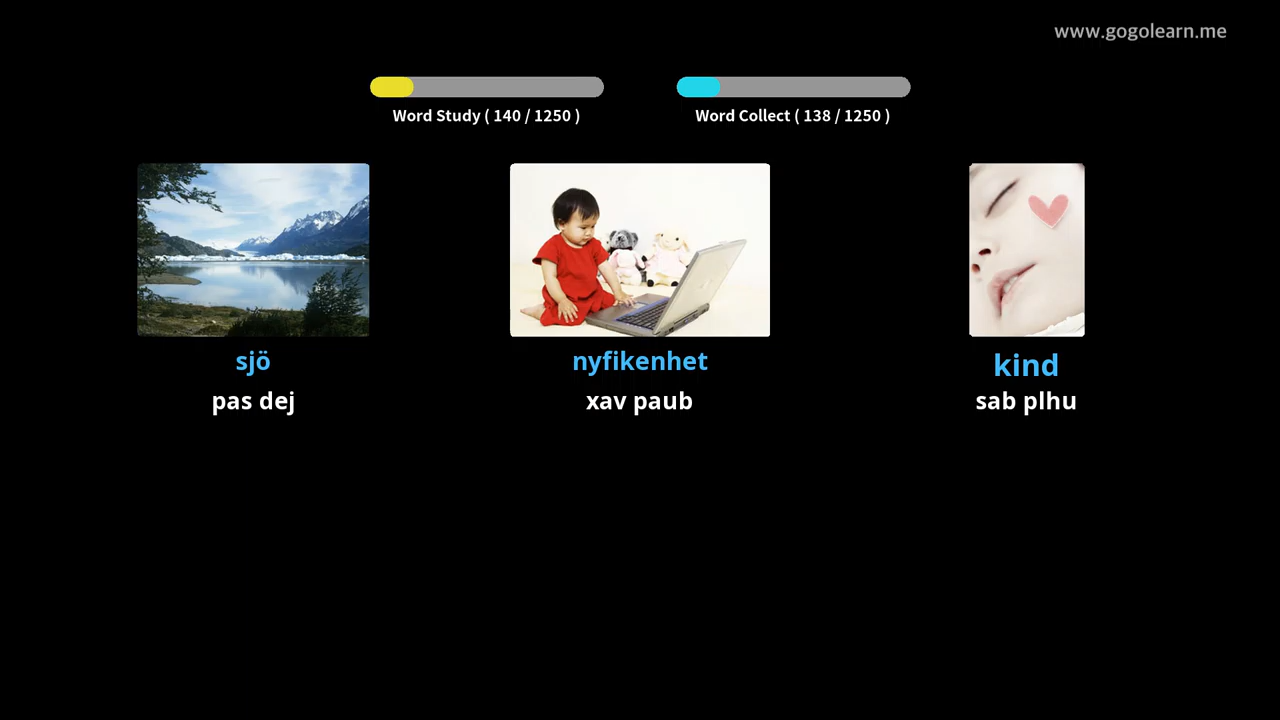 www.gogolearn.me
Word Study ( 140 / 1250 )
Word Collect ( 138 / 1250 )
sjö
nyfikenhet
kind
pas dej
xav paub
sab plhu